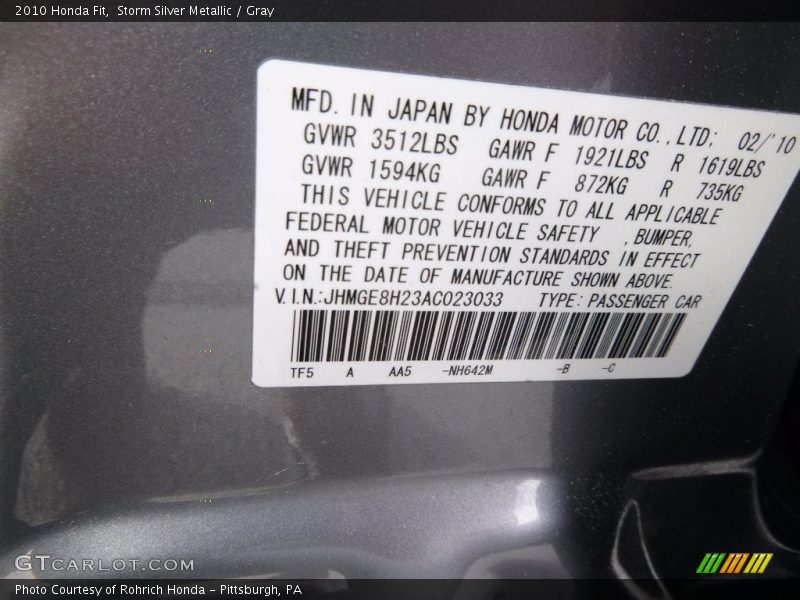 2010 Honda Fit, Storm Silver Metallic / Gray
MFD. IN JAPAN BY HONDA MOTOR CO., LTD; 02/'10
GVWR 3512LBS GAWR F 1921LBS R 1619LBS
GVWR 1594KG GAWR F 872KG R 735KG
THIS VEHICLE CONFORMS TO ALL APPLICABLE
FEDERAL MOTOR VEHICLE SAFETY , BUMPER,
AND THEFT PREVENTION STANDARDS IN EFFECT
ON THE DATE OF MANUFACTURE SHOWN ABOVE.
V.I.N.:JHMGE8H23AC023033 TYPE: PASSENGER CAR
TF5 A AA5 -NH642M -B -C
GTCARLOT.COM
Photo Courtesy of Rohrich Honda - Pittsburgh, PA